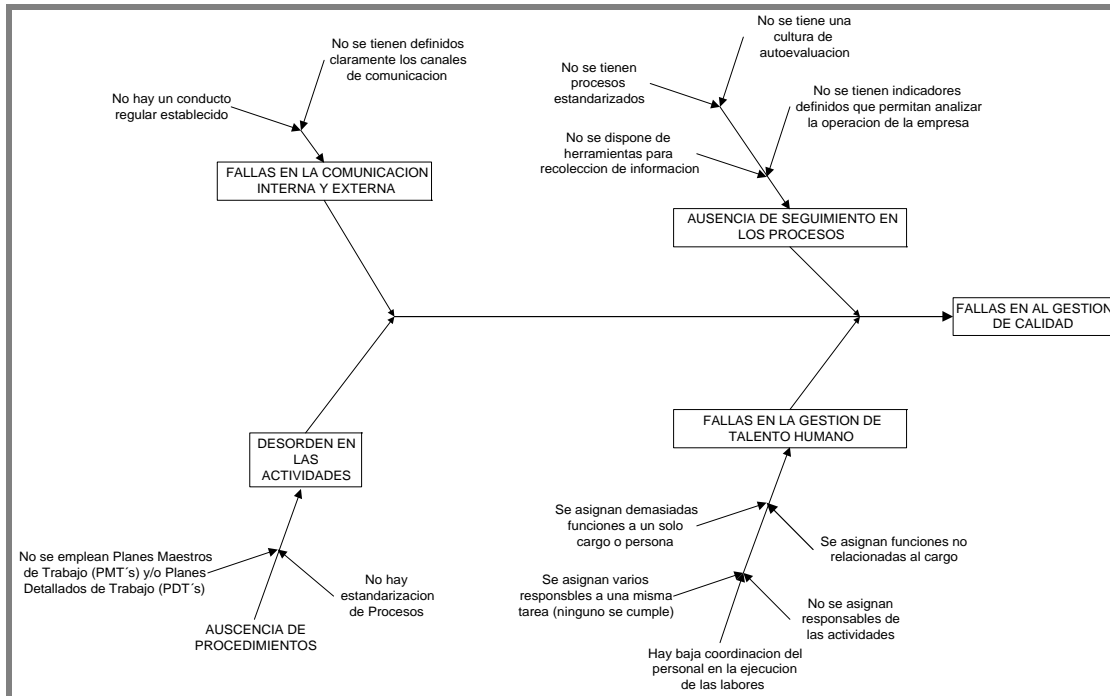 No se tienen definidos
claramente los canales
de comunicacion
No hay un conducto
regular establecido
FALLAS EN LA COMUNICACION
INTERNA Y EXTERNA
No se tiene una
cultura de
autoevaluacion
No se tienen
procesos
estandarizados
No se tienen indicadores
definidos que permitan analizar
la operacion de la empresa
No se dispone de
herramientas para
recoleccion de informacion
AUSENCIA DE SEGUIMIENTO EN
LOS PROCESOS
FALLAS EN AL GESTION
DE CALIDAD
DESORDEN EN
LAS
ACTIVIDADES
No se emplean Planes Maestros
de Trabajo (PMT´s) y/o Planes
Detallados de Trabajo (PDT´s)
No hay
estandarizacion
de Procesos
AUSCENCIA DE
PROCEDIMIENTOS
FALLAS EN LA GESTION DE
TALENTO HUMANO
Se asignan demasiadas
funciones a un solo
cargo o persona
Se asignan funciones no
relacionadas al cargo
Se asignan varios
responsbles a una misma
tarea (ninguno se cumple)
No se asignan
responsables de
las actividades
Hay baja coordinacion del
personal en la ejecucion
de las labores